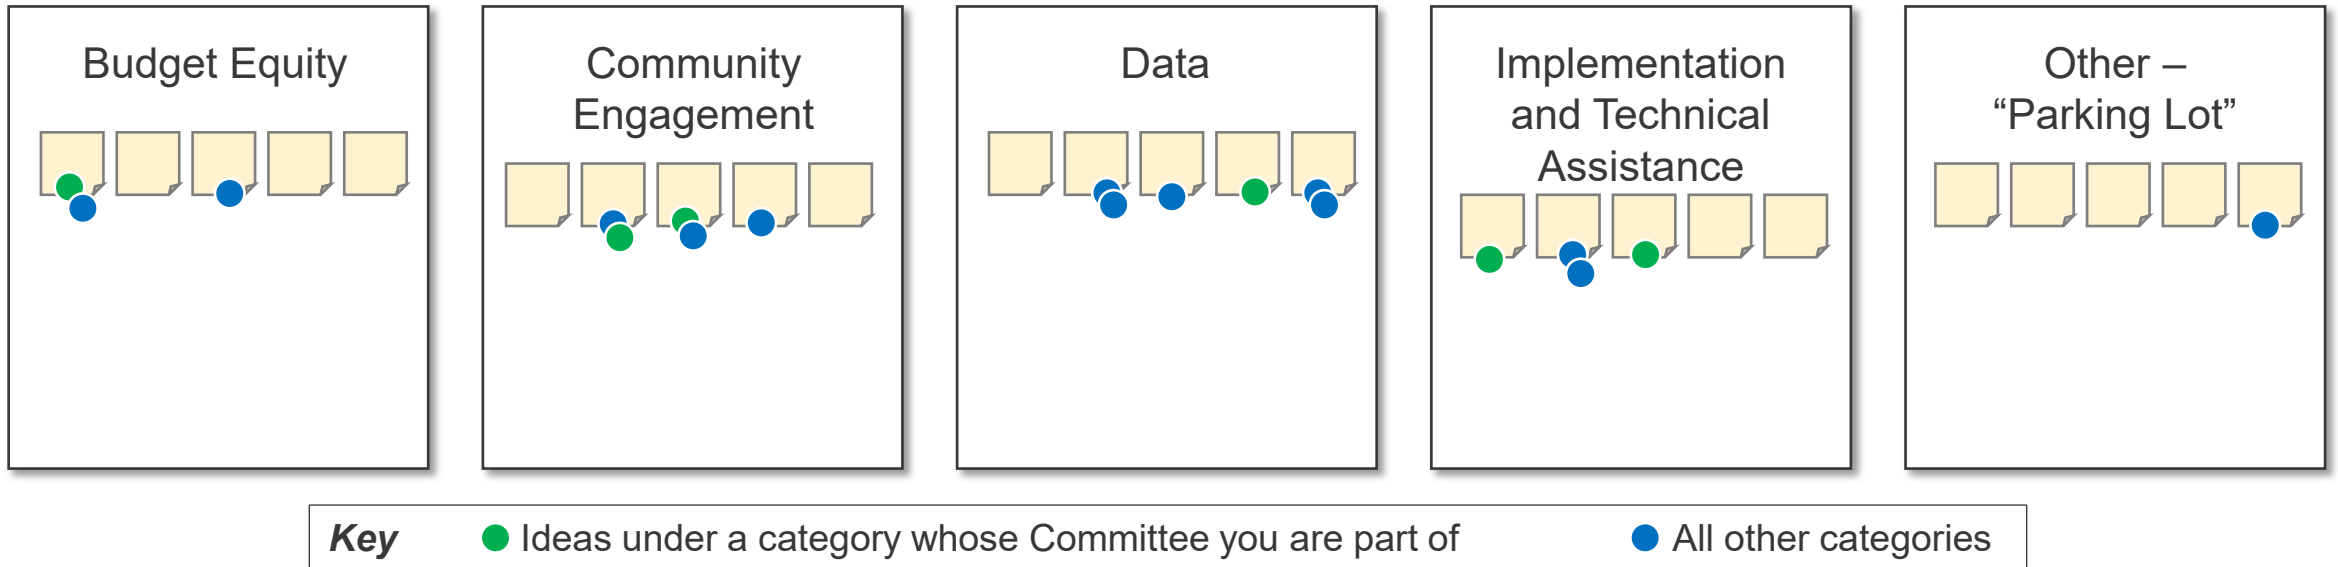 Budget Equity
Community
Engagement
Data
Implementation
and Technical
Assistance
Other –
“Parking Lot”
Key
Ideas under a category whose Committee you are part of
All other categories